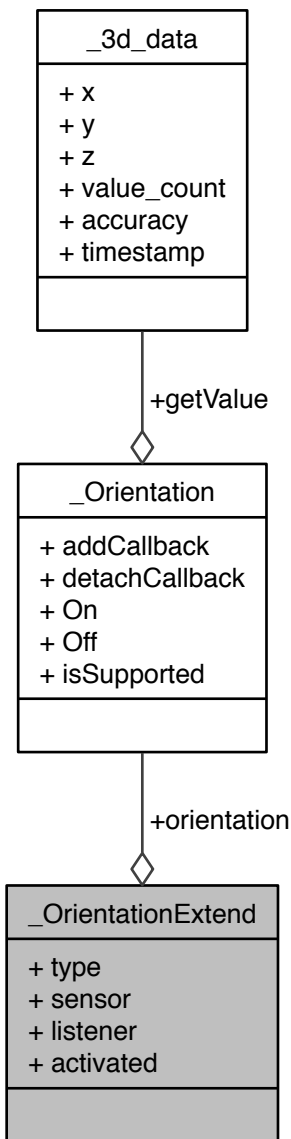 _3d_data
+ x
+ y
+ z
+ value_count
+ accuracy
+ timestamp
+getValue
_Orientation
+ addCallback
+ detachCallback
+ On
+ Off
+ isSupported
+orientation
_OrientationExtend
+ type
+ sensor
+ listener
+ activated